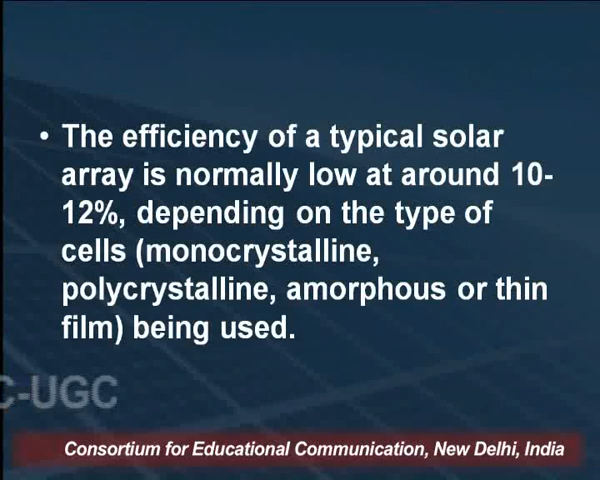 • The efficiency of a typical solar
array is normally low at around 10-
12%, depending on the type of
cells (monocrystalline,
polycrystalline, amorphous or thin
film) being used.
C-UGC
Consortium for Educational Communication, New Delhi, India